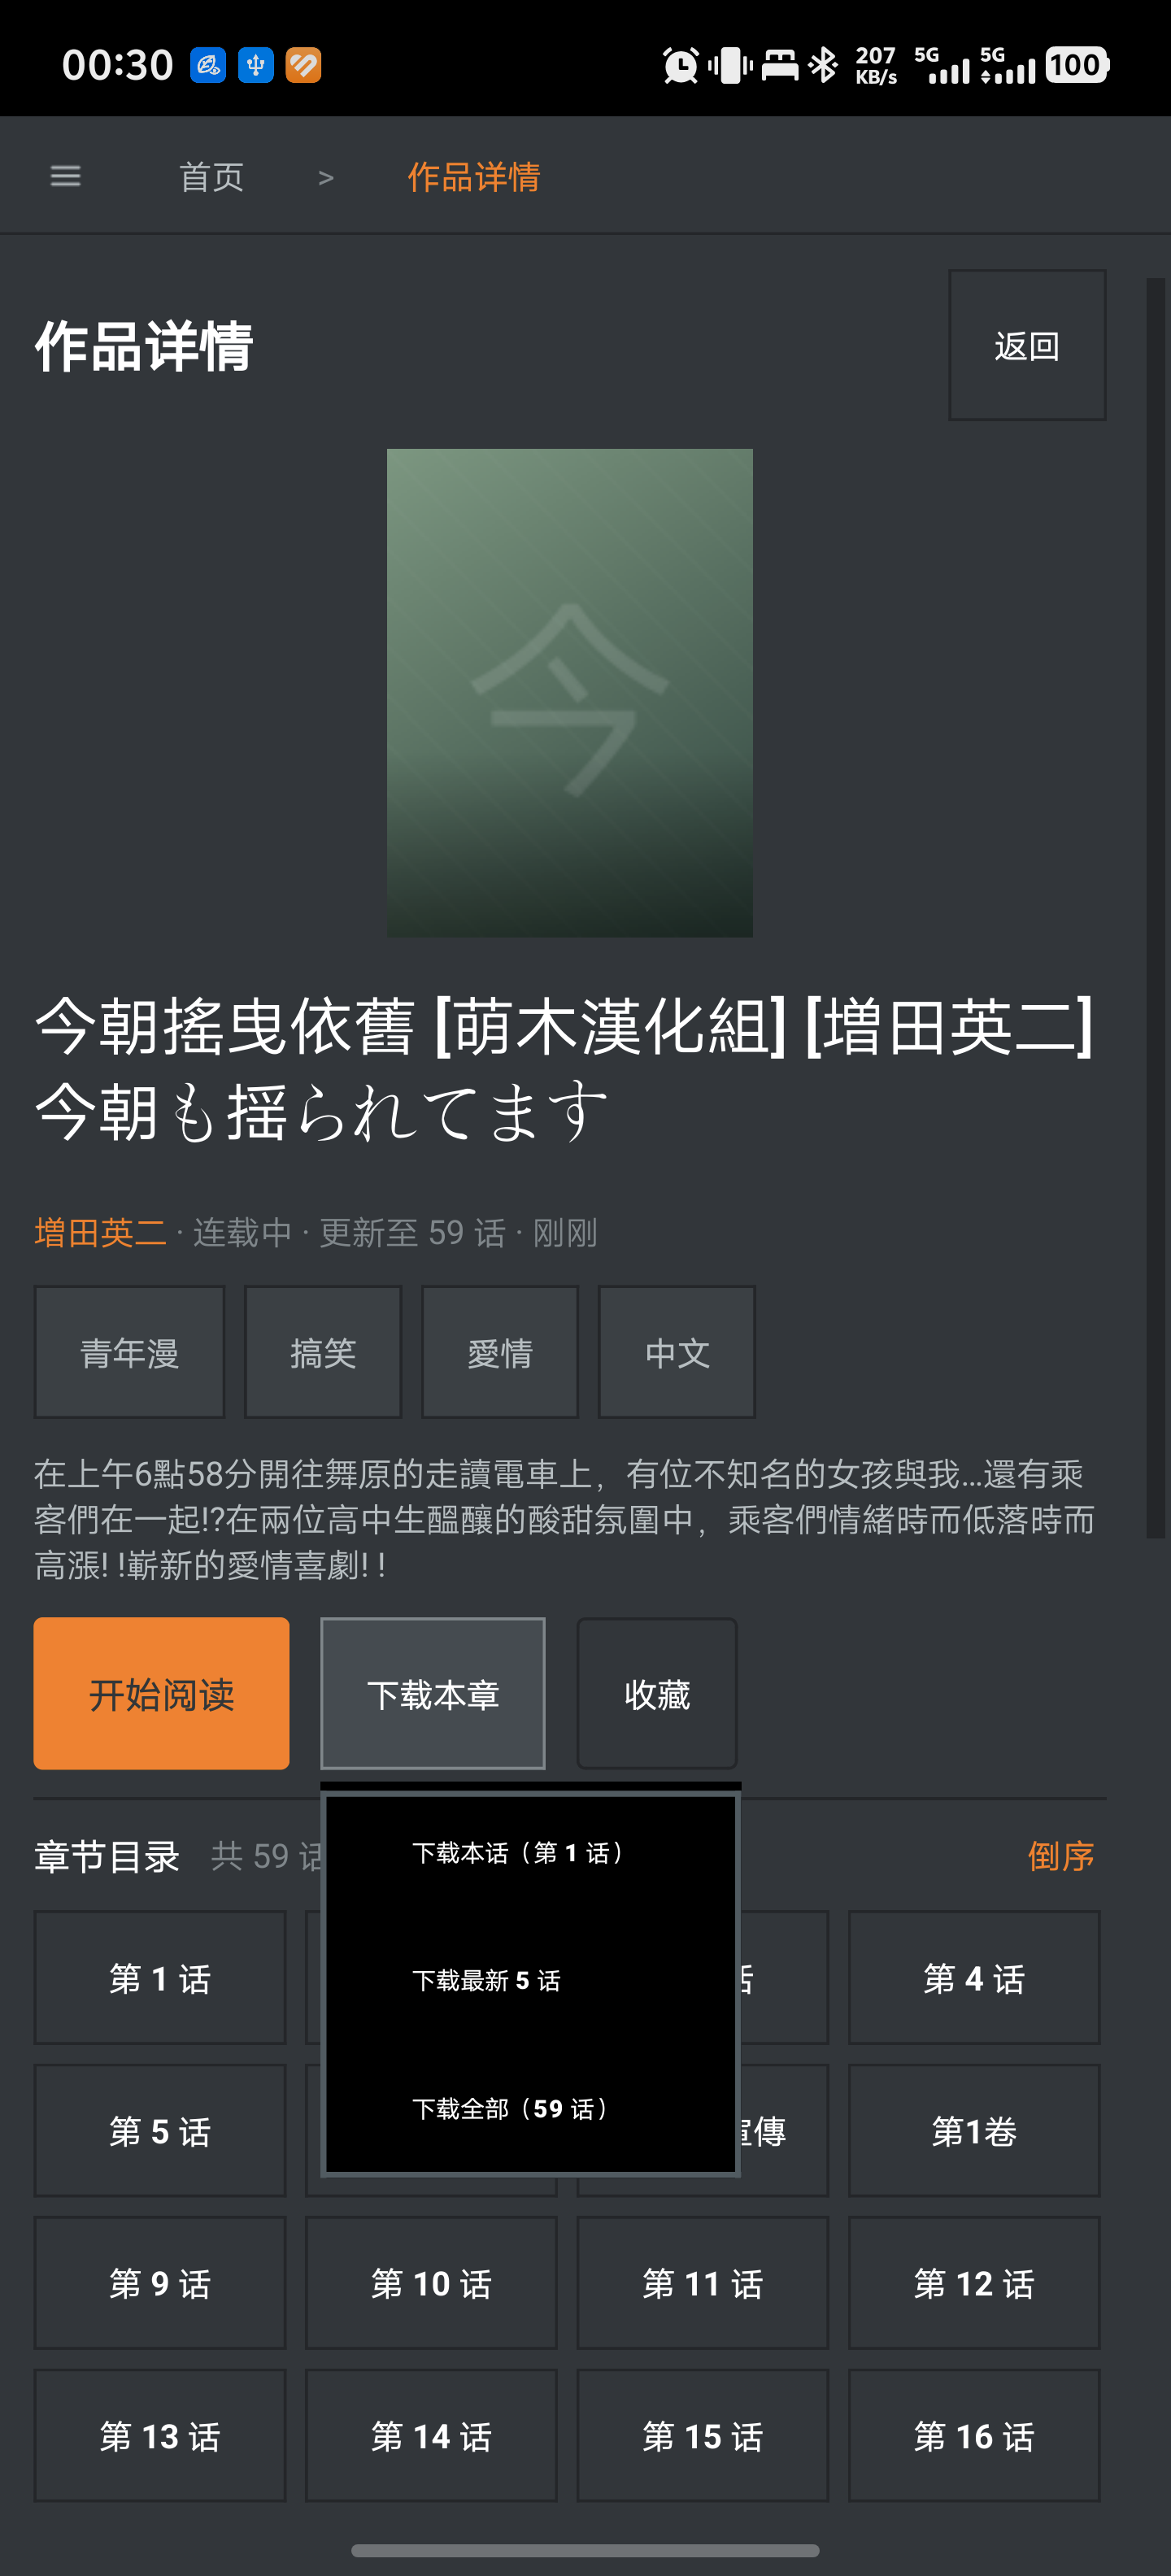 00:30
207
KB/s
5G
5G
100
首页 > 作品详情
作品详情
返回
今
今朝搖曳依舊 [萌木漢化組] [増田英二]
今朝も揺られてます
増田英二 · 连载中 · 更新至 59 话 · 刚刚
青年漫 搞笑 愛情 中文
在上午6點58分開往舞原的走讀電車上，有位不知名的女孩與我...還有乘
客們在一起!?在兩位高中生醞釀的酸甜氛圍中，乘客們情緒時而低落時而
高漲! !嶄新的愛情喜劇! !
开始阅读 下载本章 收藏
下载本话（第 1 话）
下载最新 5 话
下载全部（59 话）
章节目录 共 59 话 倒序
第 1 话 话 第 4 话
第 5 话 宣傳 第1卷
第 9 话 第 10 话 第 11 话 第 12 话
第 13 话 第 14 话 第 15 话 第 16 话